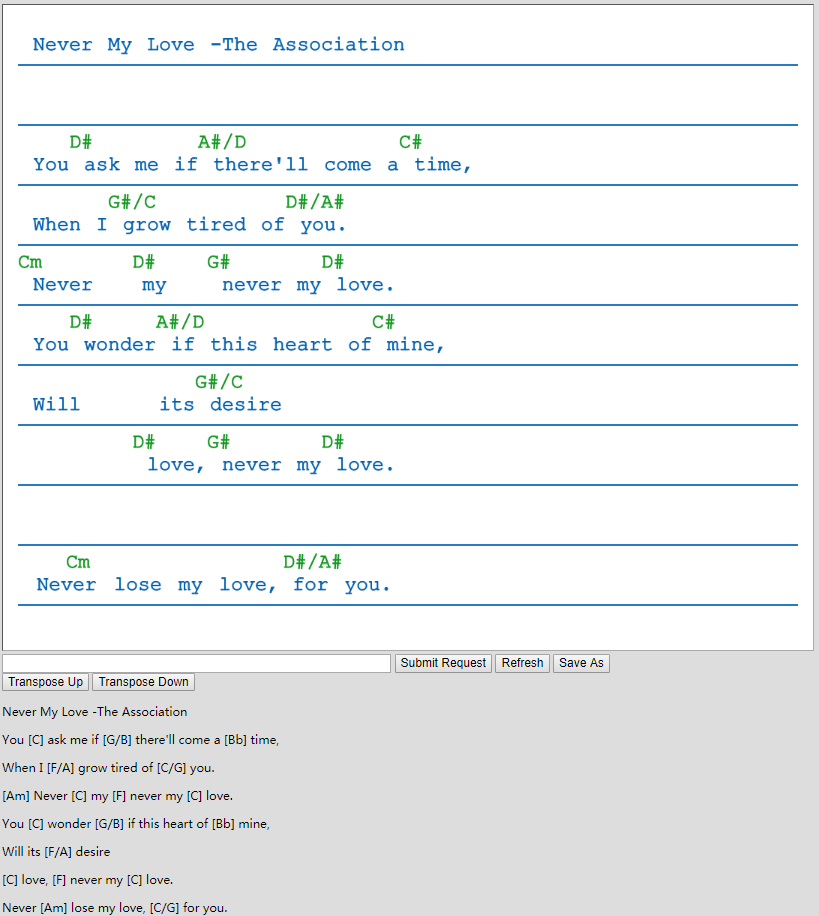 Never My Love -The Association
D# A#/D C#
You ask me if there'll come a time,
G#/C D#/A#
When I grow tired of you.
Cm D# G# D#
Never my never my love.
D# A#/D C#
You wonder if this heart of mine,
G#/C
Will its desire
D# G# D#
love, never my love.
Cm D#/A#
Never lose my love, for you.
Submit Request Refresh Save As
Transpose Up Transpose Down
Never My Love -The Association
You [C] ask me if [G/B] there'll come a [Bb] time,
When I [F/A] grow tired of [C/G] you.
[Am] Never [C] my [F] never my [C] love.
You [C] wonder [G/B] if this heart of [Bb] mine,
Will its [F/A] desire
[C] love, [F] never my [C] love.
Never [Am] lose my love, [C/G] for you.